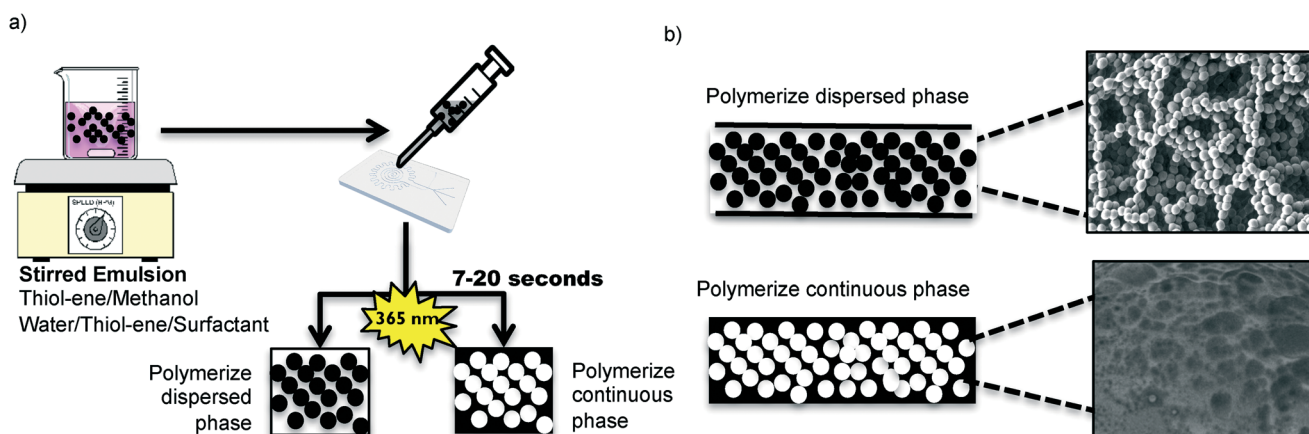 a)
SPEED (R-M)
Stirred Emulsion
Thiol-ene/Methanol
Water/Thiol-ene/Surfactant
7-20 seconds
365 nm
Polymerize
dispersed
phase
Polymerize
continuous
phase
b)
Polymerize dispersed phase
Polymerize continuous phase